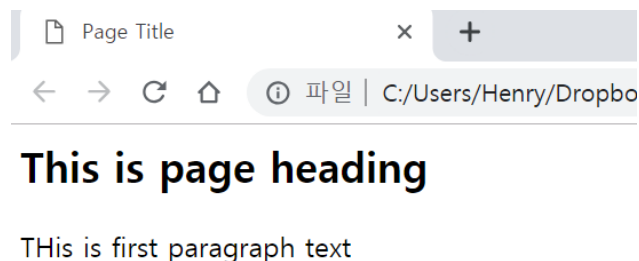 Page Title
파일 C:/Users/Henry/Dropbo
This is page heading
THis is first paragraph text